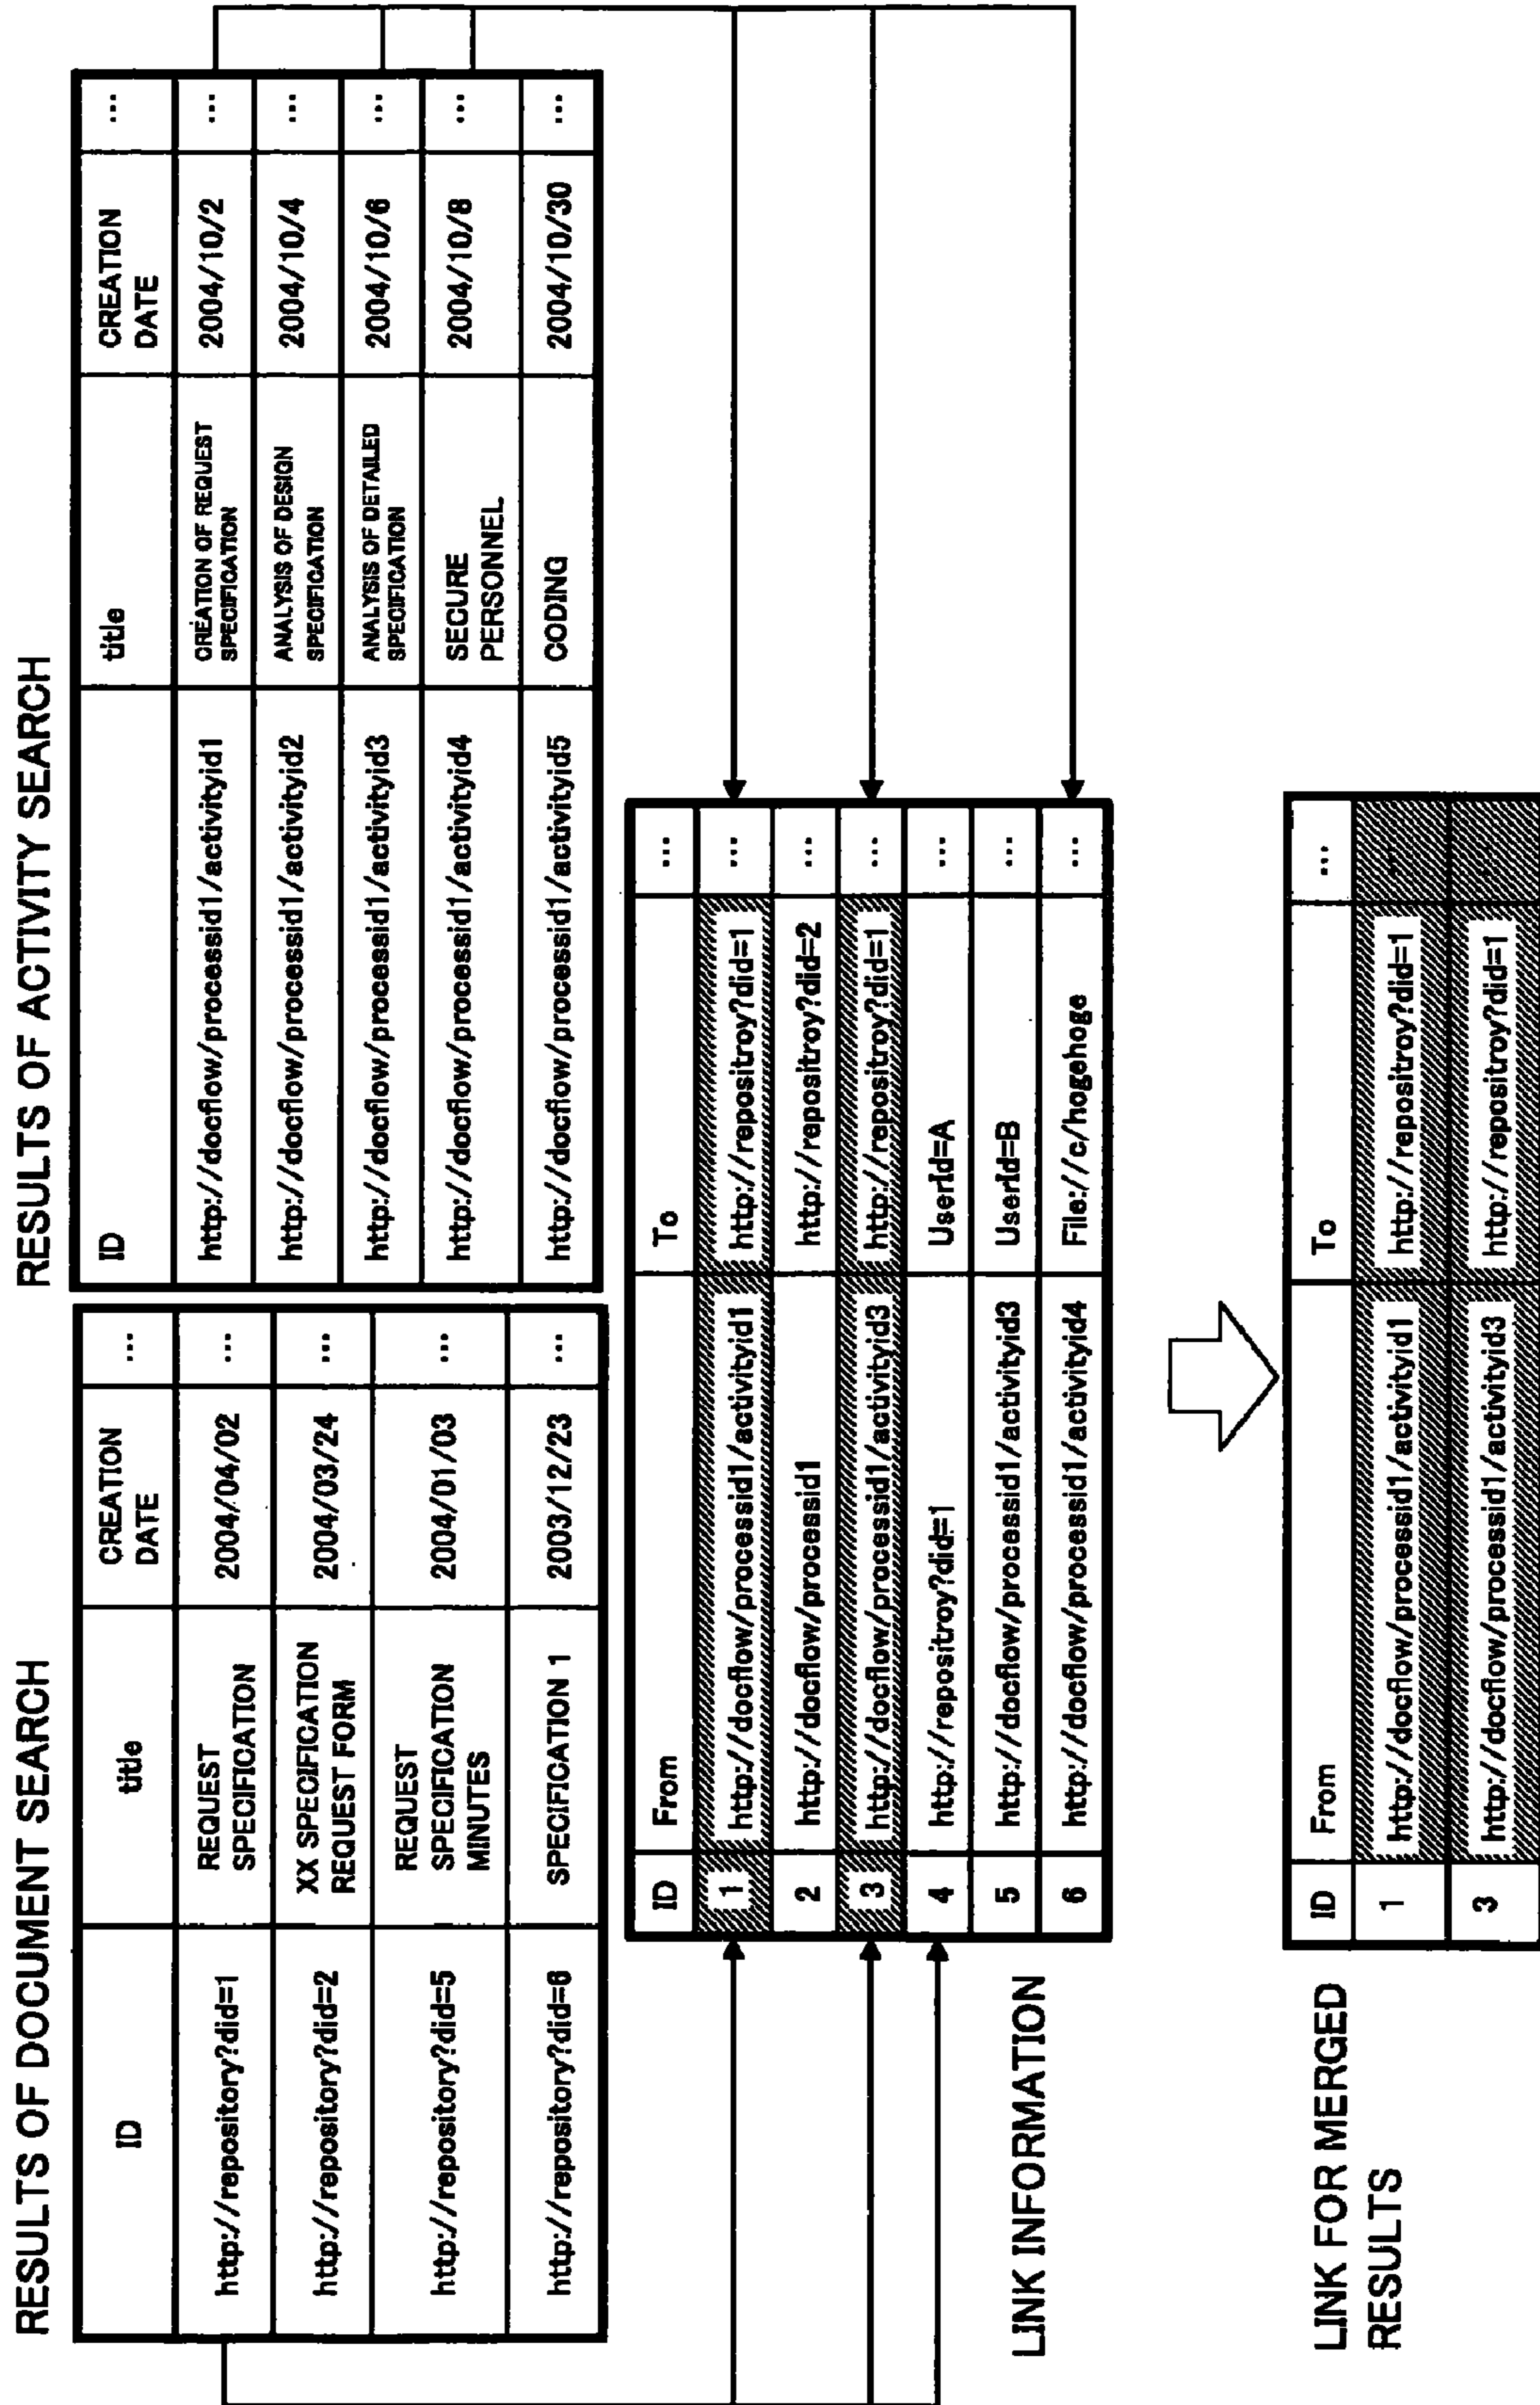 RESULTS OF DOCUMENT SEARCH
ID title CREATION DATE ...
http://repository?did=1 REQUEST SPECIFICATION 2004/04/02 ...
http://repository?did=2 XX SPECIFICATION REQUEST FORM 2004/03/24 ...
http://repository?did=5 REQUEST SPECIFICATION MINUTES 2004/01/03 ...
http://repository?did=6 SPECIFICATION 1 2003/12/23 ...
RESULTS OF ACTIVITY SEARCH
ID title CREATION DATE ...
http://docflow/processid1/activityid1 CREATION OF REQUEST SPECIFICATION 2004/10/2 ...
http://docflow/processid1/activityid2 ANALYSIS OF DESIGN SPECIFICATION 2004/10/4 ...
http://docflow/processid1/activityid3 ANALYSIS OF DETAILED SPECIFICATION 2004/10/6 ...
http://docflow/processid1/activityid4 SECURE PERSONNEL 2004/10/8 ...
http://docflow/processid1/activityid5 CODING 2004/10/30 ...
LINK INFORMATION
ID From To ...
1 http://docflow/processid1/activityid1 http://repositroy?did=1 ...
2 http://docflow/processid1 http://repositroy?did=2 ...
3 http://docflow/processid1/activityid3 http://repositroy?did=1 ...
4 http://repositroy?did=1 UserId=A ...
5 http://docflow/processid1/activityid3 UserId=B ...
6 http://docflow/processid1/activityid4 File://c/hogehoge ...
LINK FOR MERGED
RESULTS
ID From To ...
1 http://docflow/processid1/activityid1 http://repositroy?did=1 ...
3 http://docflow/processid1/activityid3 http://repositroy?did=1